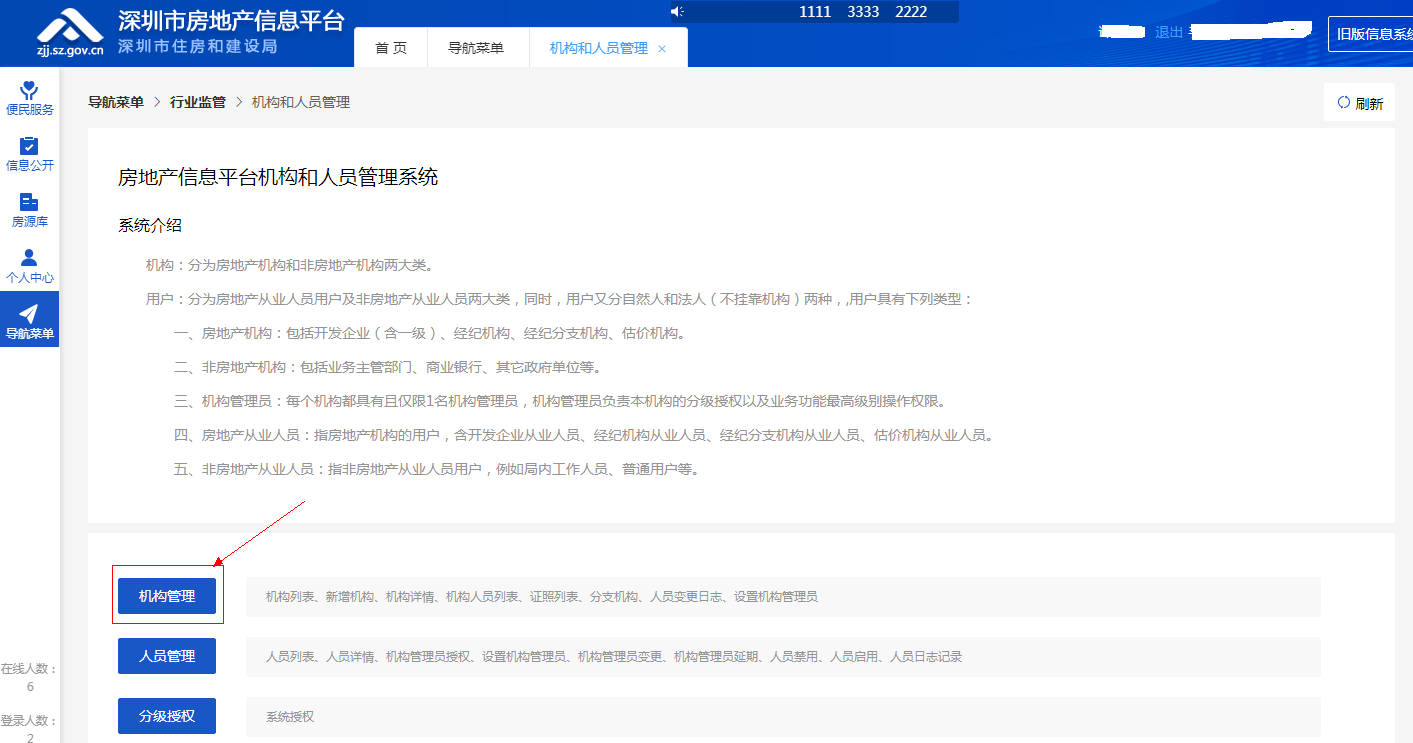 深圳市房地产信息平台
深圳市住房和建设局
zjj.sz.gov.cn
1111 3333 2222
首 页
导航菜单
机构和人员管理 ×
退出
旧版信息系统
便民服务
信息公开
房源库
个人中心
导航菜单
在线人数：
6
登录人数：
2
导航菜单 > 行业监管 > 机构和人员管理
刷新
房地产信息平台机构和人员管理系统
系统介绍
机构：分为房地产机构和非房地产机构两大类。
用户：分为房地产从业人员用户及非房地产从业人员两大类，同时，用户又分自然人和法人（不挂靠机构）两种，,用户具有下列类型：
一、房地产机构：包括开发企业（含一级）、经纪机构、经纪分支机构、估价机构。
二、非房地产机构：包括业务主管部门、商业银行、其它政府单位等。
三、机构管理员：每个机构都具有且仅限1名机构管理员，机构管理员负责本机构的分级授权以及业务功能最高级别操作权限。
四、房地产从业人员：指房地产机构的用户，含开发企业从业人员、经纪机构从业人员、经纪分支机构从业人员、估价机构从业人员。
五、非房地产从业人员：指非房地产从业人员用户，例如局内工作人员、普通用户等。
机构管理
机构列表、新增机构、机构详情、机构人员列表、证照列表、分支机构、人员变更日志、设置机构管理员
人员管理
人员列表、人员详情、机构管理员授权、设置机构管理员、机构管理员变更、机构管理员延期、人员禁用、人员启用、人员日志记录
分级授权
系统授权